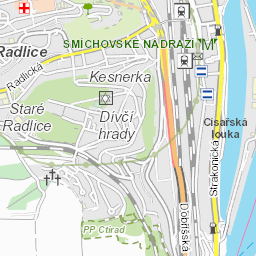 Radlice
SMÍCHOVSKÉ NÁDRAŽÍ
M
Radlická
Kesnerka
Staré
Radlice
Dívčí
hrady
Císařská
louka
Strakonická
Dobříšská
PP Ctirad